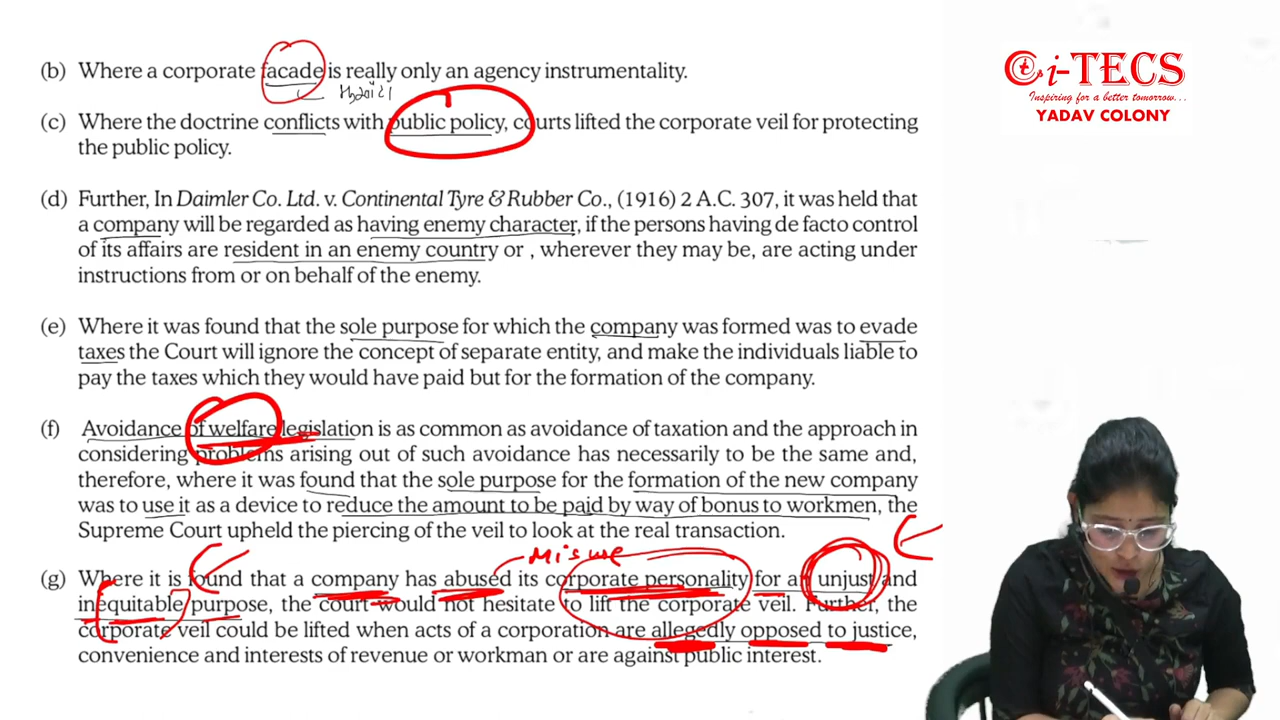 (b) Where a corporate facade is really only an agency instrumentality.
(c) Where the doctrine conflicts with public policy, courts lifted the corporate veil for protecting
the public policy.
(d) Further, In Daimler Co. Ltd. v. Continental Tyre & Rubber Co., (1916) 2 A.C. 307, it was held that
a company will be regarded as having enemy character, if the persons having de facto control
of its affairs are resident in an enemy country or , wherever they may be, are acting under
instructions from or on behalf of the enemy.
(e) Where it was found that the sole purpose for which the company was formed was to evade
taxes the Court will ignore the concept of separate entity, and make the individuals liable to
pay the taxes which they would have paid but for the formation of the company.
(f) Avoidance of welfare legislation is as common as avoidance of taxation and the approach in
considering problems arising out of such avoidance has necessarily to be the same and,
therefore, where it was found that the sole purpose for the formation of the new company
was to use it as a device to reduce the amount to be paid by way of bonus to workmen, the
Supreme Court upheld the piercing of the veil to look at the real transaction.
Misuse
(g) Where it is found that a company has abused its corporate personality for an unjust and
inequitable purpose, the court would not hesitate to lift the corporate veil. Further, the
corporate veil could be lifted when acts of a corporation are allegedly opposed to justice,
convenience and interests of revenue or workman or are against public interest.
i-TECS
Inspiring for a better tomorrow...
YADAV COLONY